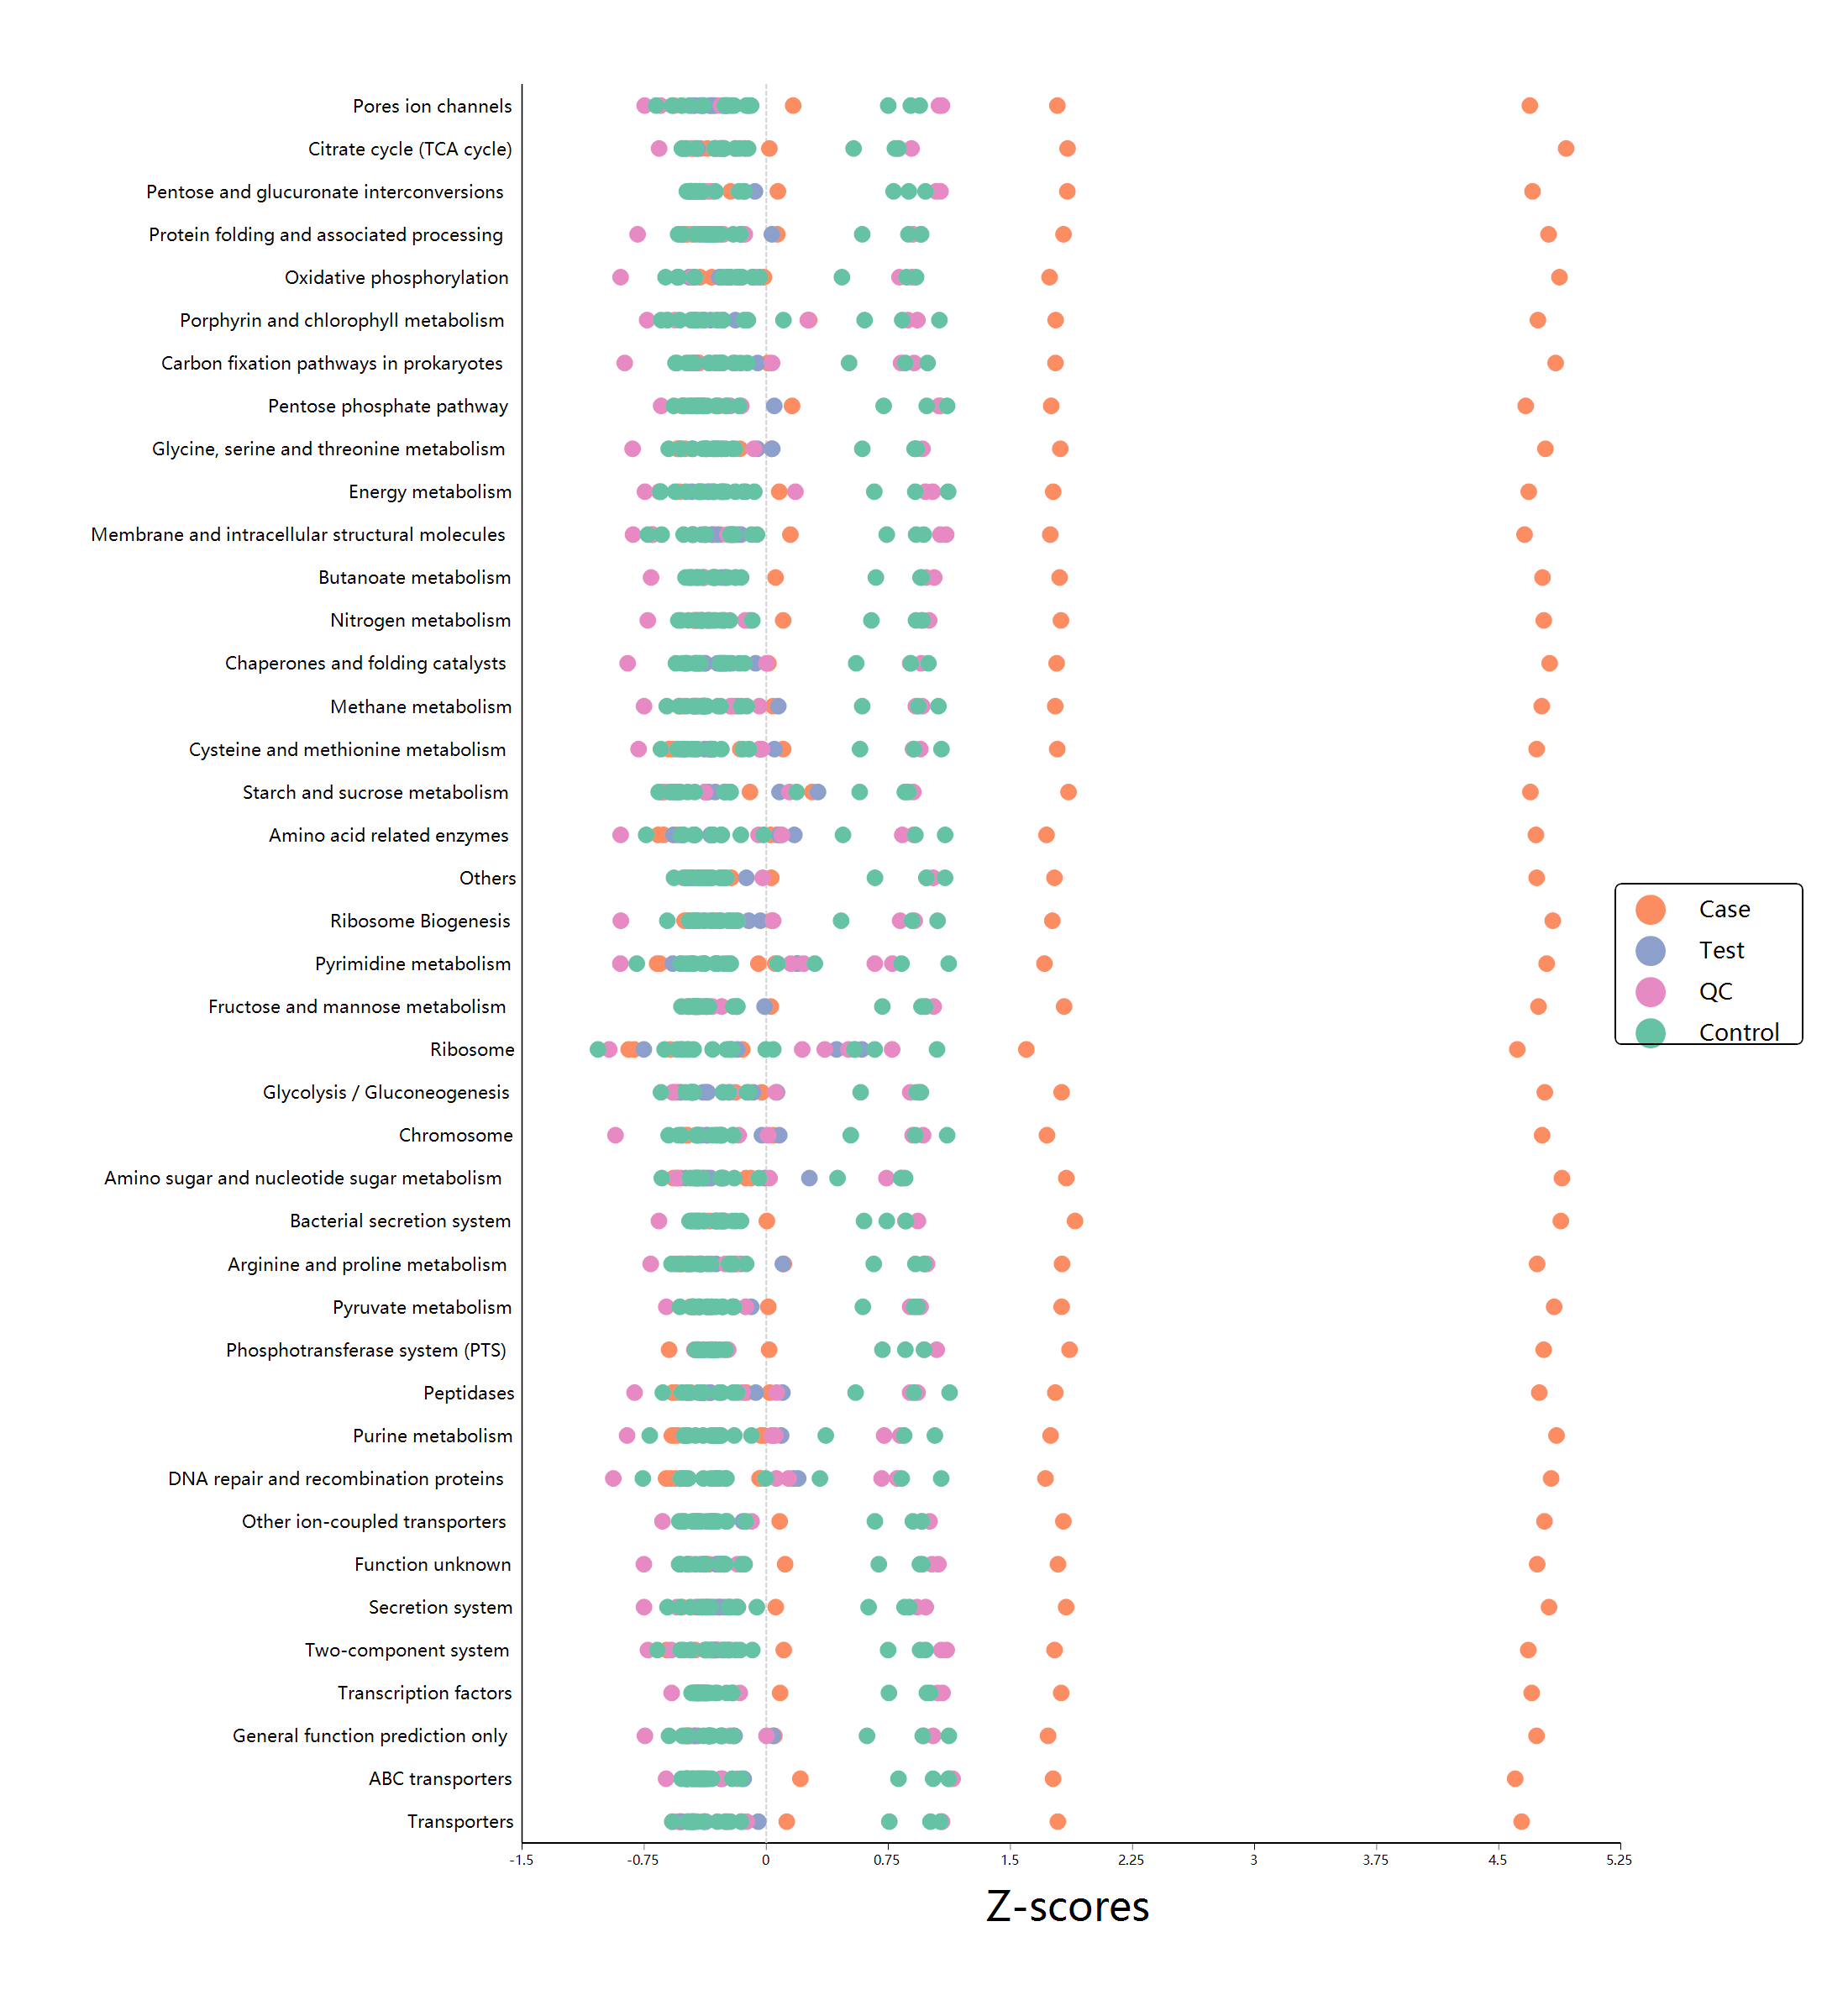 Pores ion channels
Citrate cycle (TCA cycle)
Pentose and glucuronate interconversions
Protein folding and associated processing
Oxidative phosphorylation
Porphyrin and chlorophyll metabolism
Carbon fixation pathways in prokaryotes
Pentose phosphate pathway
Glycine, serine and threonine metabolism
Energy metabolism
Membrane and intracellular structural molecules
Butanoate metabolism
Nitrogen metabolism
Chaperones and folding catalysts
Methane metabolism
Cysteine and methionine metabolism
Starch and sucrose metabolism
Amino acid related enzymes
Others
Ribosome Biogenesis
Pyrimidine metabolism
Fructose and mannose metabolism
Ribosome
Glycolysis / Gluconeogenesis
Chromosome
Amino sugar and nucleotide sugar metabolism
Bacterial secretion system
Arginine and proline metabolism
Pyruvate metabolism
Phosphotransferase system (PTS)
Peptidases
Purine metabolism
DNA repair and recombination proteins
Other ion-coupled transporters
Function unknown
Secretion system
Two-component system
Transcription factors
General function prediction only
ABC transporters
Transporters
-1.5 -0.75 0 0.75 1.5 2.25 3 3.75 4.5 5.25
Z-scores
Case
Test
QC
Control